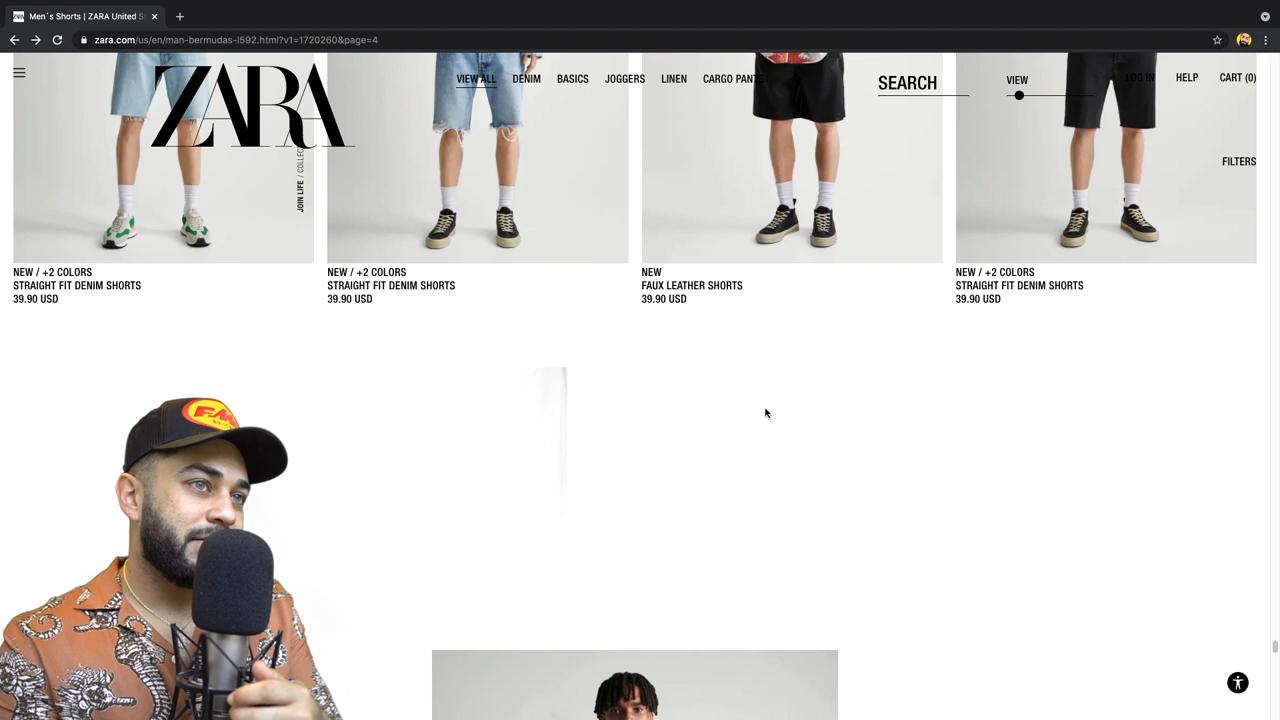 Men´s Shorts | ZARA United S
zara.com/us/en/man-bermudas-l592.html?v1=1720260&page=4
ZARA
VIEW ALL DENIM BASICS JOGGERS LINEN CARGO PANTS
SEARCH
VIEW
LOG IN HELP CART (0)
FILTERS
JOIN LIFE / COLLEC
NEW / +2 COLORS
STRAIGHT FIT DENIM SHORTS
39.90 USD
NEW / +2 COLORS
STRAIGHT FIT DENIM SHORTS
39.90 USD
NEW
FAUX LEATHER SHORTS
39.90 USD
NEW / +2 COLORS
STRAIGHT FIT DENIM SHORTS
39.90 USD
FMF